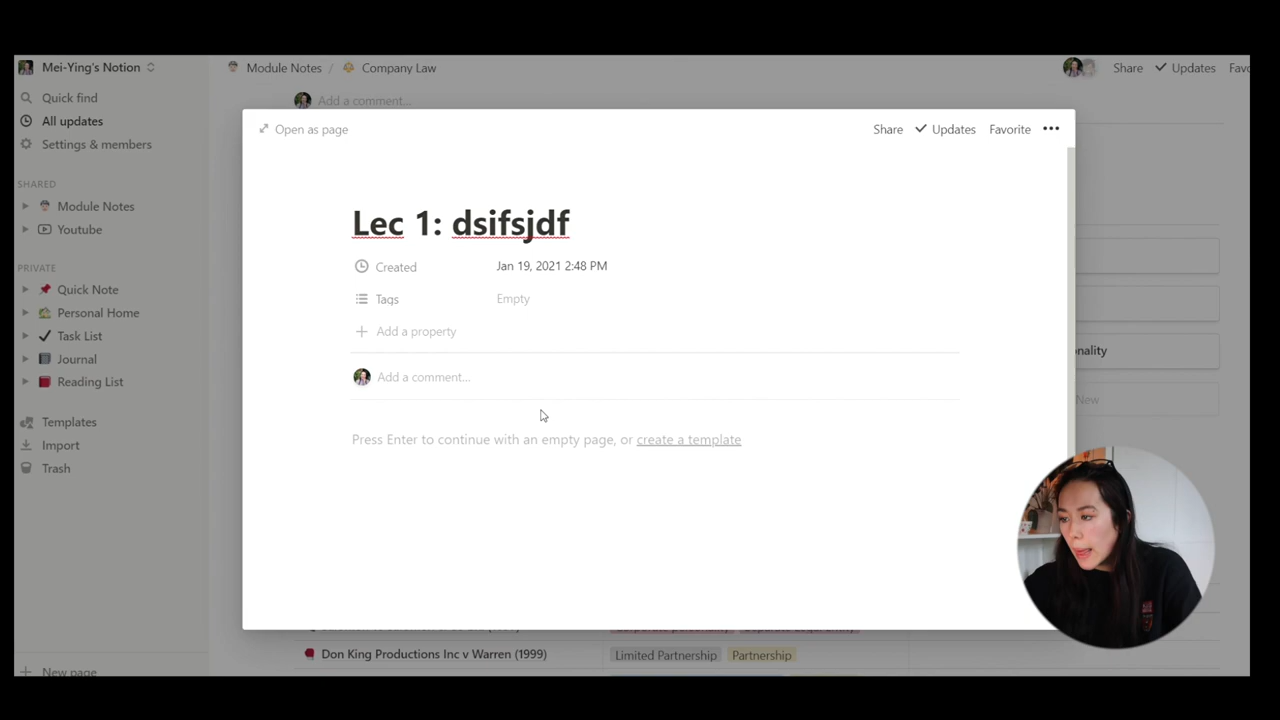 Mei-Ying's Notion
Module Notes / Company Law
Share Updates
Quick find
Add a comment...
All updates
Settings & members
Open as page
Share Updates Favorite
SHARED
Module Notes
Youtube
Lec 1: dsifsjdf
Created Jan 19, 2021 2:48 PM
PRIVATE
Quick Note
Tags Empty
Personal Home
Add a property
Task List
Journal
Add a comment...
Reading List
New
Templates
Press Enter to continue with an empty page, or create a template
Import
Trash
Don King Productions Inc v Warren (1999) Limited Partnership Partnership
New page